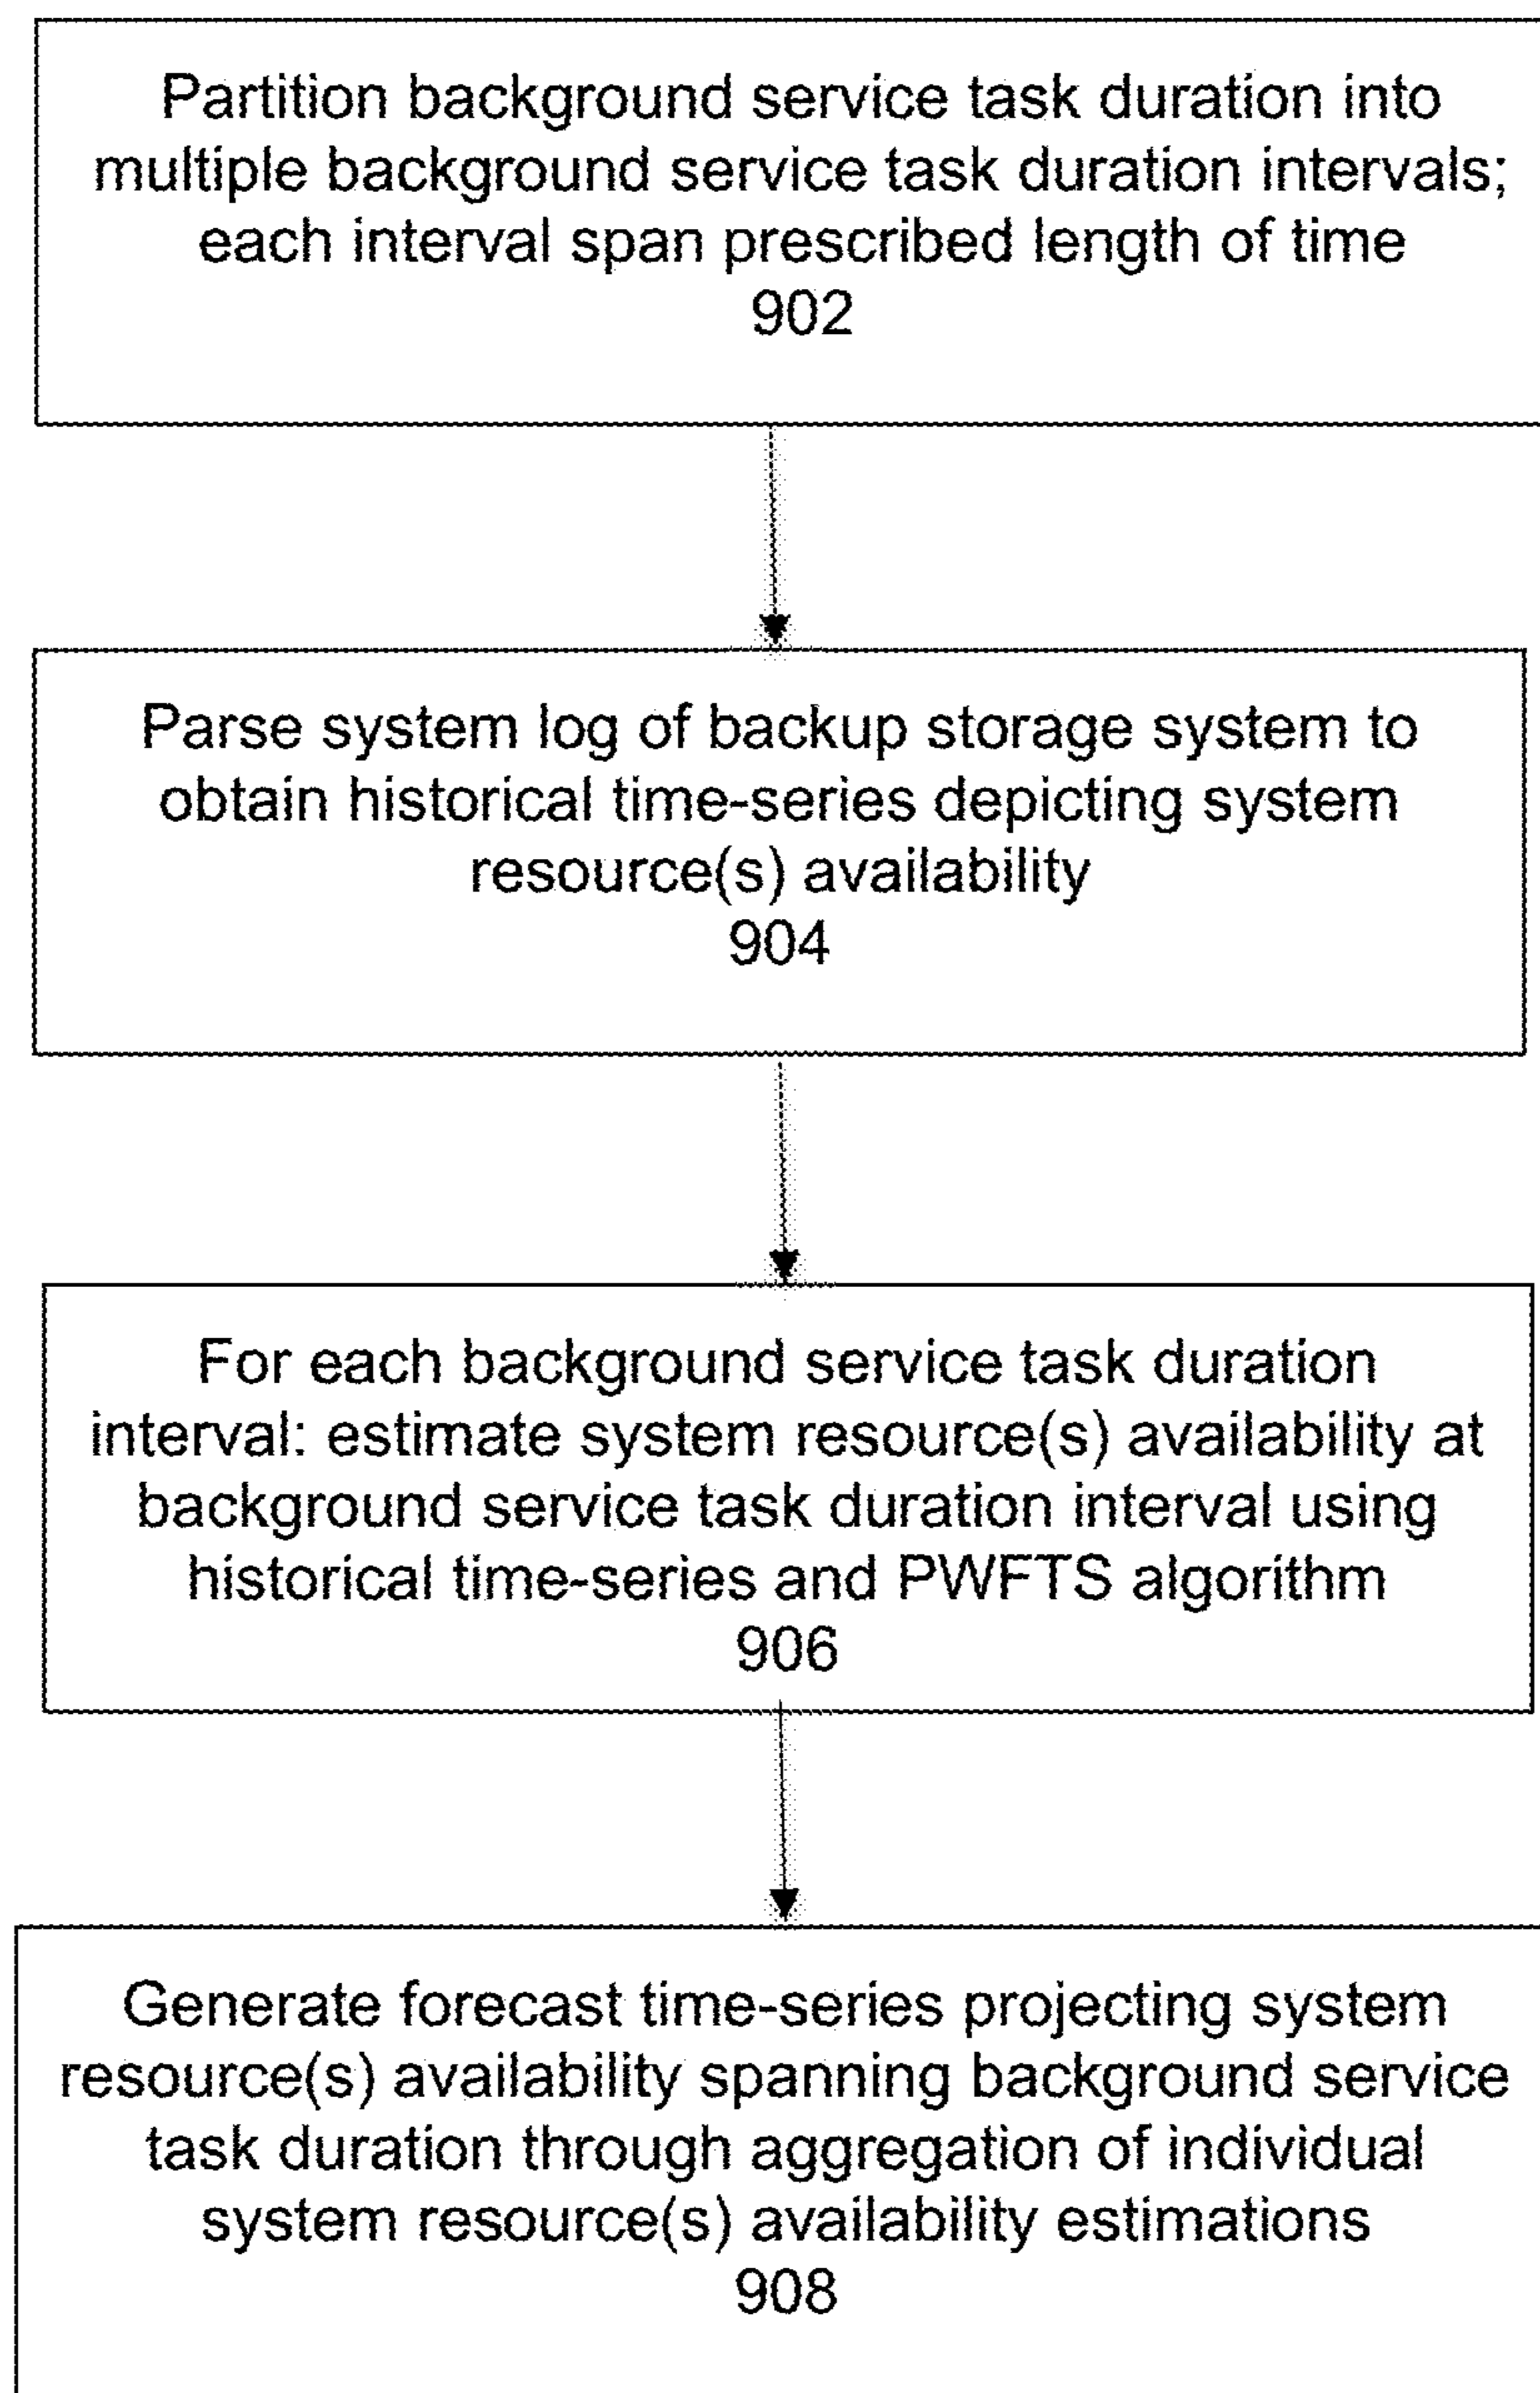 Partition background service task duration into
multiple background service task duration intervals;
each interval span prescribed length of time
902
Parse system log of backup storage system to
obtain historical time-series depicting system
resource(s) availability
904
For each background service task duration
interval: estimate system resource(s) availability at
background service task duration interval using
historical time-series and PWFTS algorithm
906
Generate forecast time-series projecting system
resource(s) availability spanning background service
task duration through aggregation of individual
system resource(s) availability estimations
908